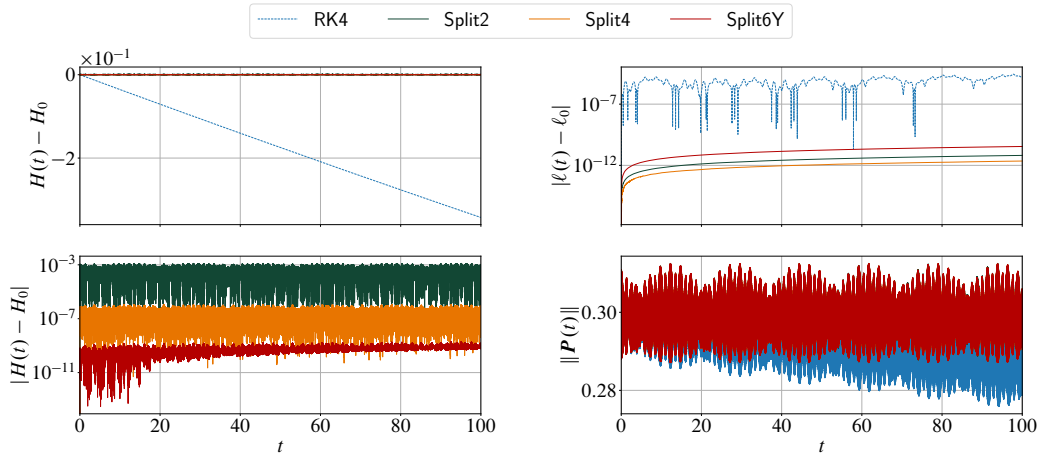 RK4 Split2 Split4 Split6Y
×10⁻¹
0
−2
H(t) − H₀
10⁻⁷
10⁻¹²
|ℓ(t) − ℓ₀|
10⁻³
10⁻⁷
10⁻¹¹
|H(t) − H₀|
0 20 40 60 80 100
t
0.30
0.28
||P(t)||
0 20 40 60 80 100
t